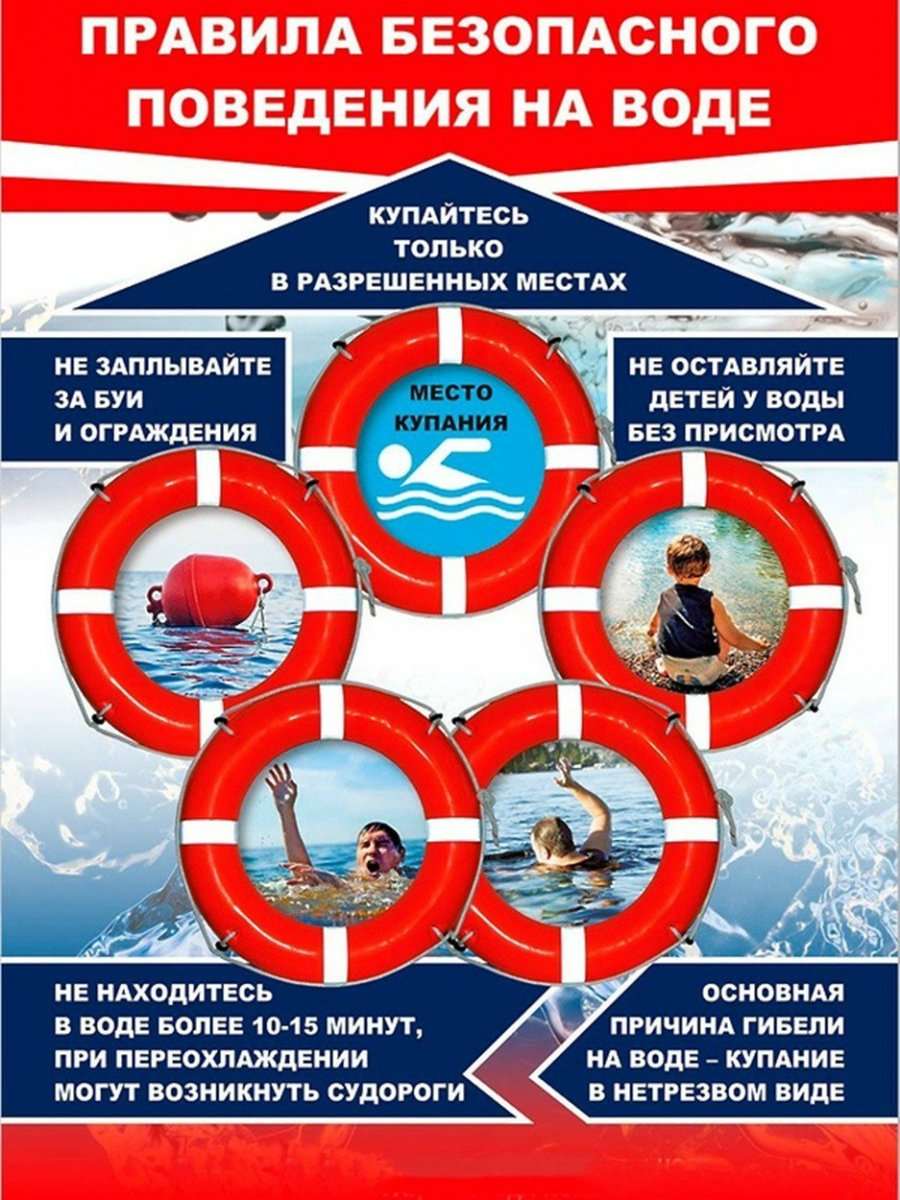 ПРАВИЛА БЕЗОПАСНОГО
ПОВЕДЕНИЯ НА ВОДЕ
КУПАЙТЕСЬ
ТОЛЬКО
В РАЗРЕШЕННЫХ МЕСТАХ
НЕ ЗАПЛЫВАЙТЕ
ЗА БУИ
И ОГРАЖДЕНИЯ
НЕ ОСТАВЛЯЙТЕ
ДЕТЕЙ У ВОДЫ
БЕЗ ПРИСМОТРА
МЕСТО
КУПАНИЯ
НЕ НАХОДИТЕСЬ
В ВОДЕ БОЛЕЕ 10-15 МИНУТ,
ПРИ ПЕРЕОХЛАЖДЕНИИ
МОГУТ ВОЗНИКНУТЬ СУДОРОГИ
ОСНОВНАЯ
ПРИЧИНА ГИБЕЛИ
НА ВОДЕ – КУПАНИЕ
В НЕТРЕЗВОМ ВИДЕ